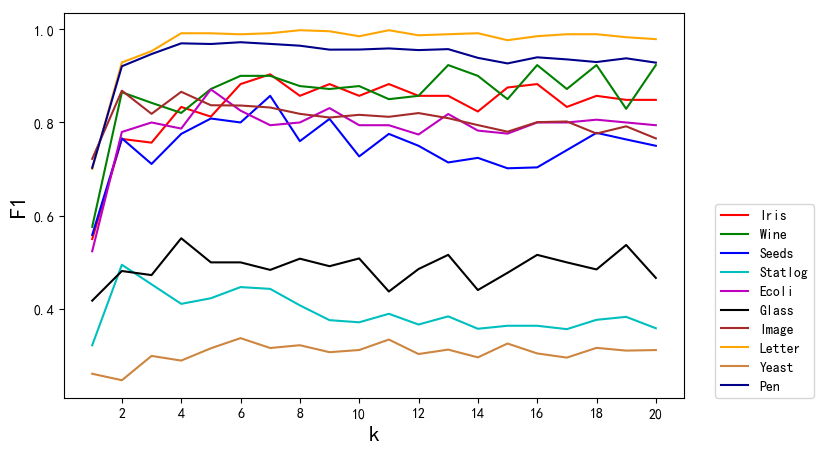 1.0
0.8
0.6
0.4
F1
2 4 6 8 10 12 14 16 18 20
k
Iris
Wine
Seeds
Statlog
Ecoli
Glass
Image
Letter
Yeast
Pen